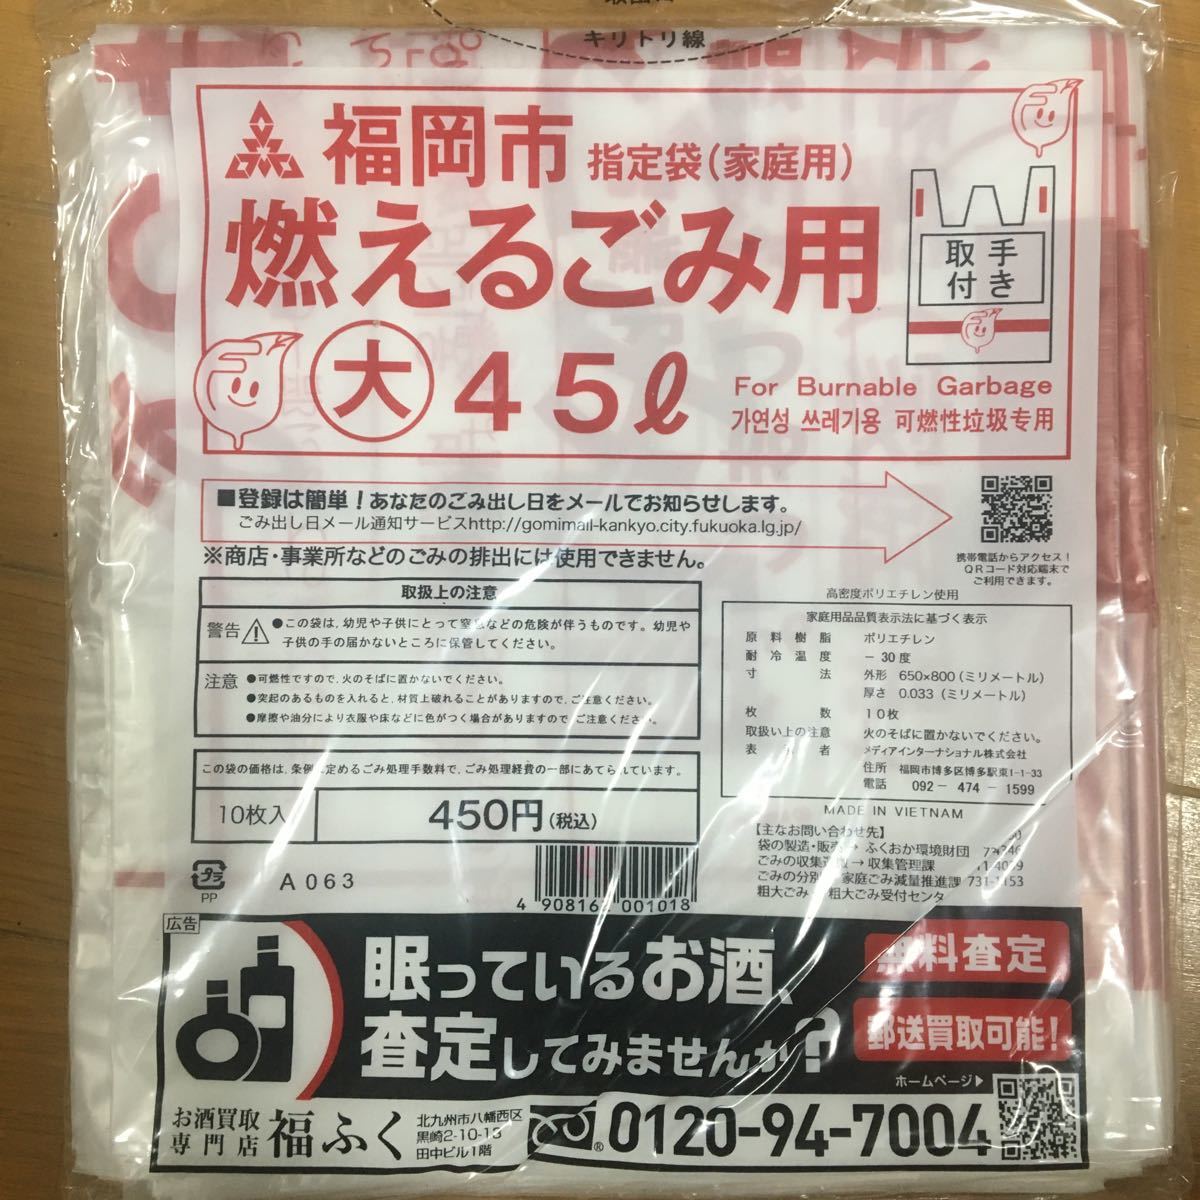 キリトリ線
福岡市 指定袋(家庭用)
燃えるごみ用
大 45ℓ
取手
付き
For Burnable Garbage
가연성 쓰레기용 可燃性垃圾专用
■登録は簡単!あなたのごみ出し日をメールでお知らせします。
ごみ出し日メール通知サービスhttp://gomimail-kankyo.city.fukuoka.lg.jp/
携帯電話からアクセス!
QRコード対応端末で
ご利用できます。
※商店・事業所などのごみの排出には使用できません。
取扱上の注意
警告 ●この袋は、幼児や子供にとって窒息などの危険が伴うものです。幼児や
子供の手の届かないところに保管してください。
注意 ●可燃性ですので、火のそばに置かないでください。
●突起のあるものを入れると、材質上破れることがありますので、ご注意ください。
●摩擦や油分により衣服や床などに色がつく場合がありますので ご注意ください。
この袋の価格は、条例に定めるごみ処理手数料で、ごみ処理経費の一部にあてられています。
10枚入 450円(税込)
プラ
PP
A063
4 908162 001018
高密度ポリエチレン使用
家庭用品品質表示法に基づく表示
原料樹脂 ポリエチレン
耐冷温度 -30度
寸法 外形 650×800(ミリメートル)
厚さ 0.033(ミリメートル)
枚数 10枚
取扱い上の注意 火のそばに置かないでください。
表示者 メディアインターナショナル株式会社
住所 福岡市博多区博多駅東1-1-33
電話 092-474-1599
MADE IN VIETNAM
【主なお問い合わせ先】
袋の製造・販売→ ふくおか環境財団
ごみの収集運搬→ 収集管理課
ごみの分別 家庭ごみ減量推進課
粗大ごみ 粗大ごみ受付センタ
広告
眠っているお酒、
査定してみませんか?
無料査定
郵送買取可能!
ホームページ▶
お酒買取
専門店
福ふく
北九州市八幡西区
黒崎2-10-13
田中ビル1階
0120-94-7004